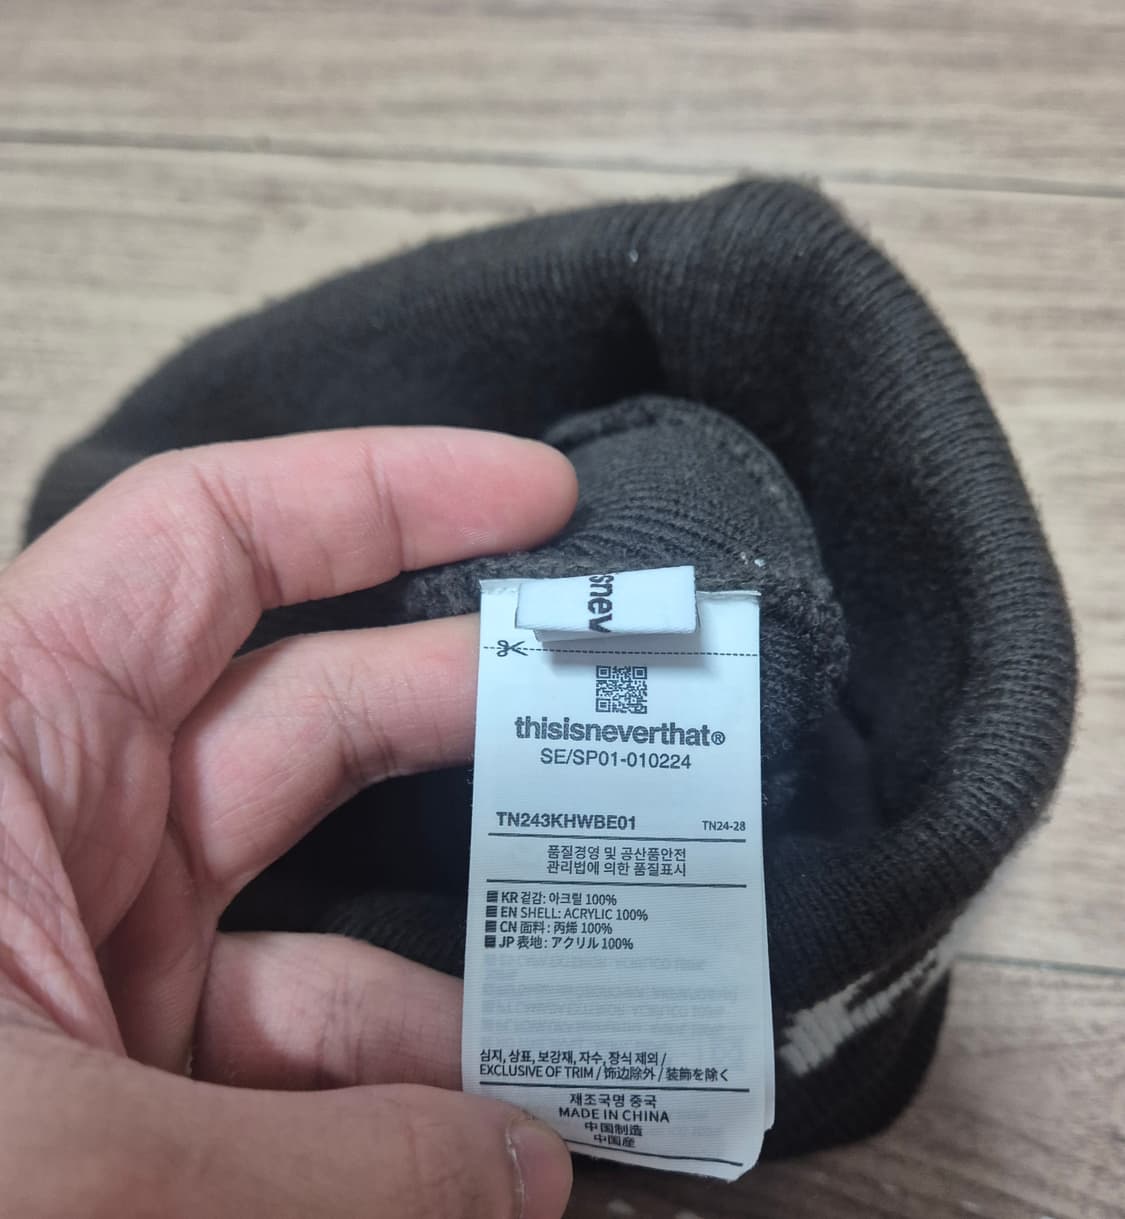 snev
thisisneverthat®
SE/SP01-010224
TN243KHWBE01 TN24-28
품질경영 및 공산품안전
관리법에 의한 품질표시
KR 겉감: 아크릴 100%
EN SHELL: ACRYLIC 100%
CN 面料: 丙烯 100%
JP 表地: アクリル 100%
심지, 상표, 보강재, 자수, 장식 제외 /
EXCLUSIVE OF TRIM / 饰边除外 / 装飾を除く
제조국명 중국
MADE IN CHINA
中国制造
中国産